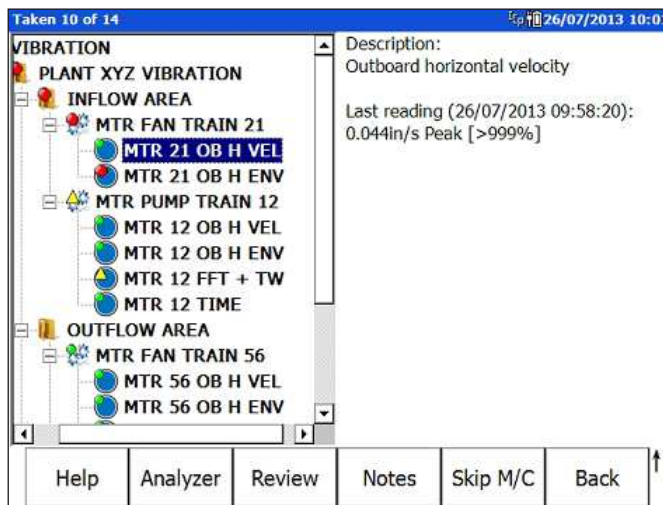 Taken 10 of 14
26/07/2013 10:01
VIBRATION
PLANT XYZ VIBRATION
INFLOW AREA
MTR FAN TRAIN 21
MTR 21 OB H VEL
MTR 21 OB H ENV
MTR PUMP TRAIN 12
MTR 12 OB H VEL
MTR 12 OB H ENV
MTR 12 FFT + TW
MTR 12 TIME
OUTFLOW AREA
MTR FAN TRAIN 56
MTR 56 OB H VEL
MTR 56 OB H ENV
Description:
Outboard horizontal velocity
Last reading (26/07/2013 09:58:20):
0.044in/s Peak [>999%]
Help
Analyzer
Review
Notes
Skip M/C
Back